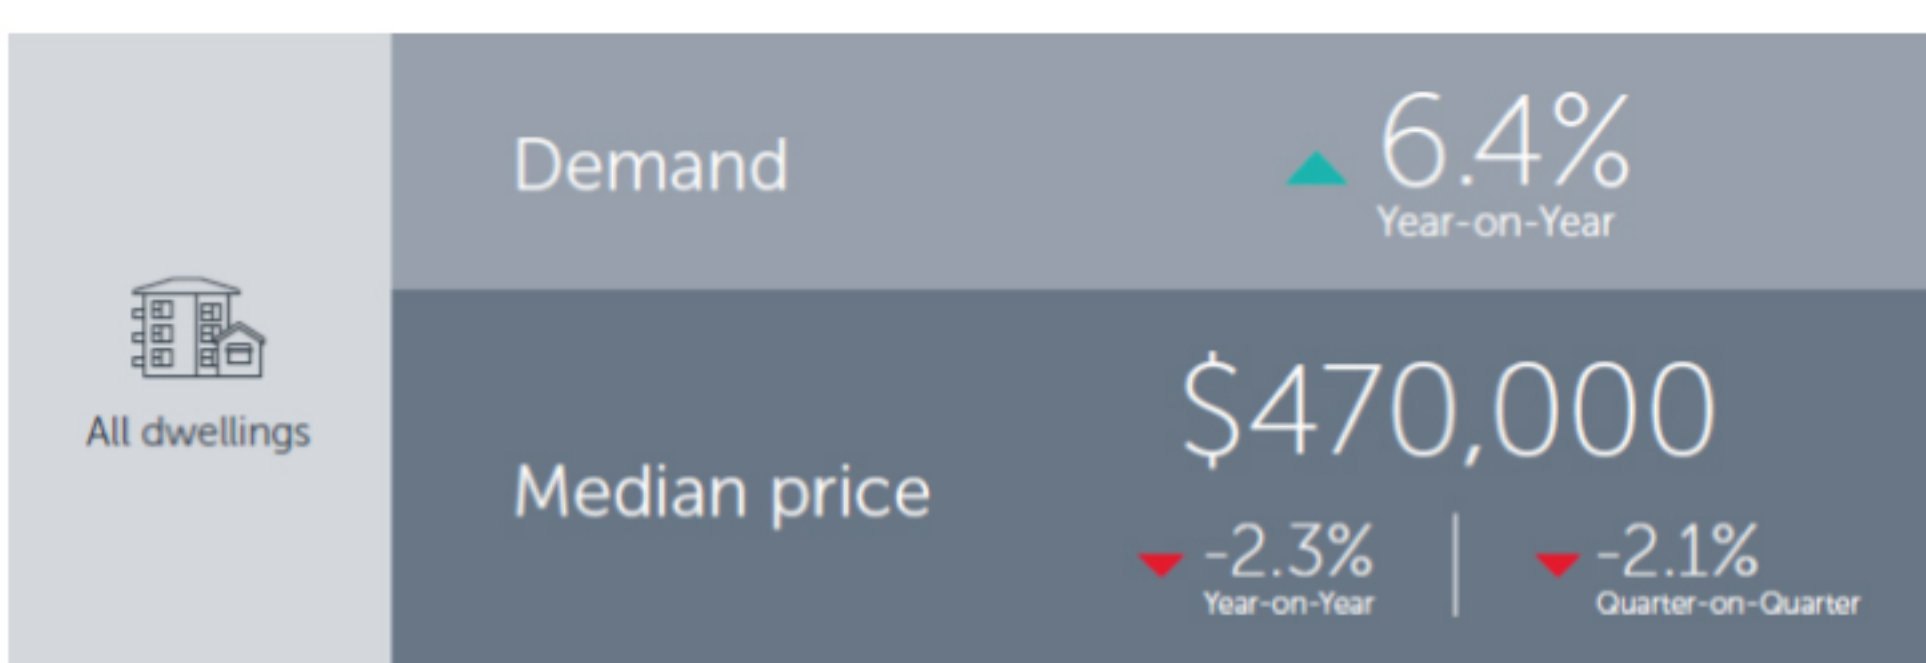 All dwellings
Demand
6.4%
Year-on-Year
Median price
$470,000
-2.3%
Year-on-Year
-2.1%
Quarter-on-Quarter